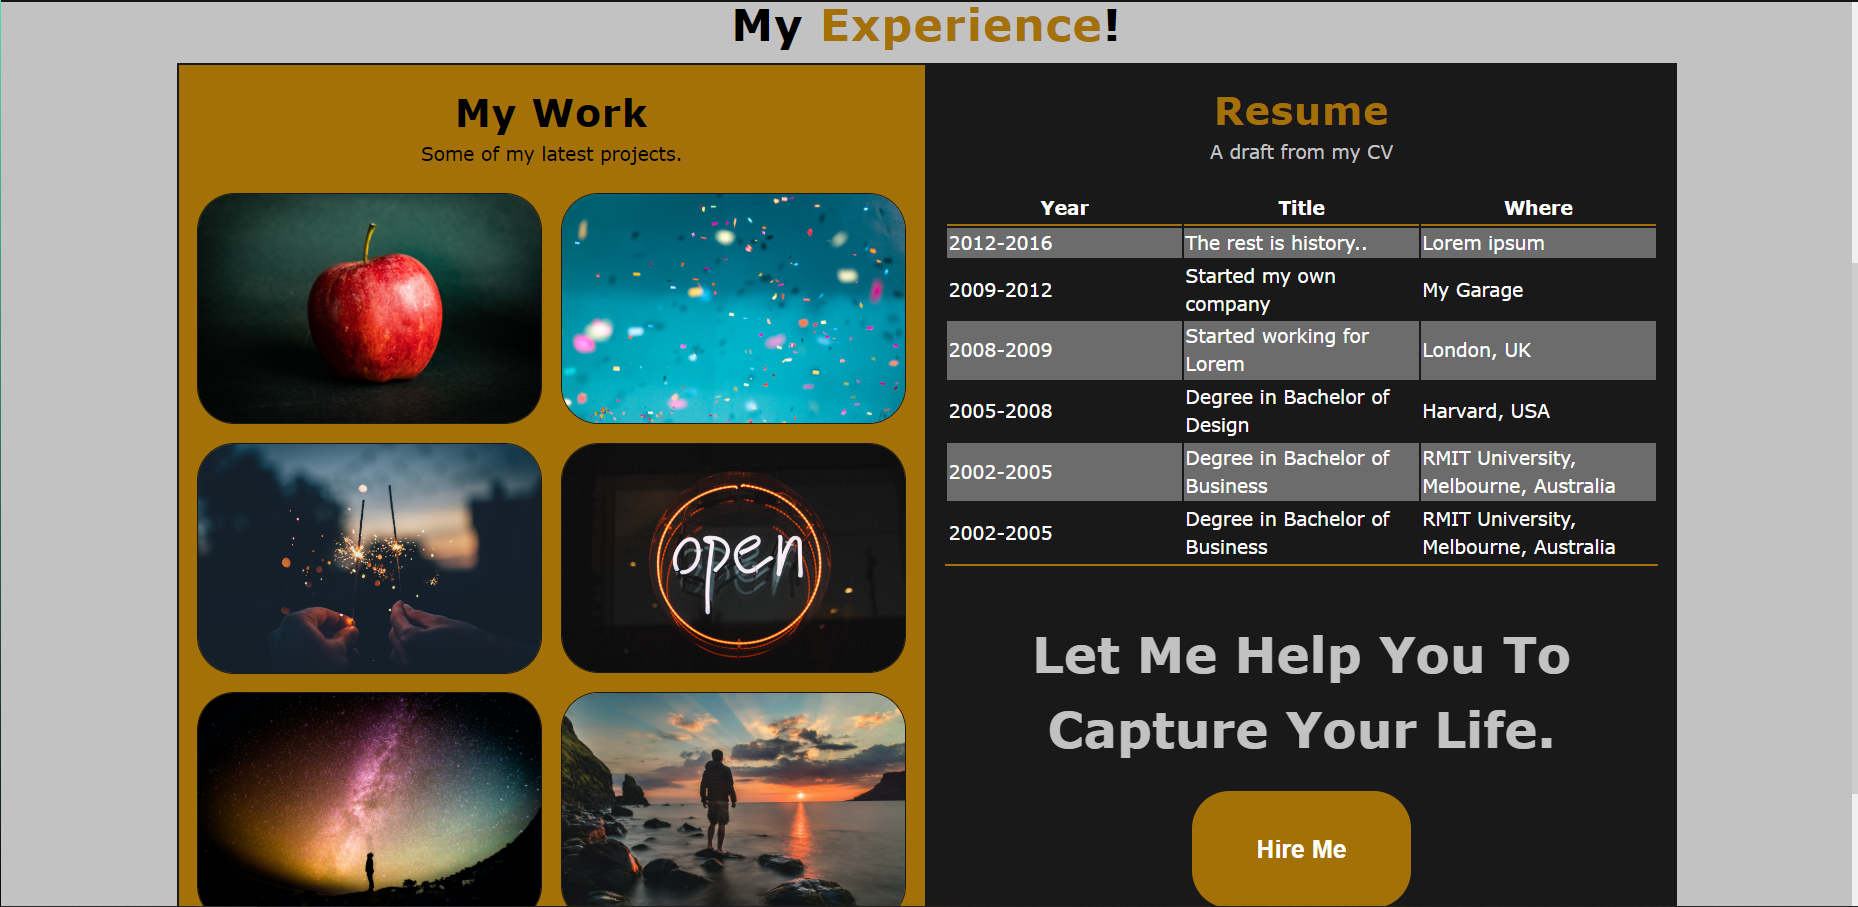 My Experience!
My Work
Some of my latest projects.
open
Resume
A draft from my CV
Year Title Where
2012-2016 The rest is history.. Lorem ipsum
2009-2012 Started my own company My Garage
2008-2009 Started working for Lorem London, UK
2005-2008 Degree in Bachelor of Design Harvard, USA
2002-2005 Degree in Bachelor of Business RMIT University, Melbourne, Australia
2002-2005 Degree in Bachelor of Business RMIT University, Melbourne, Australia
Let Me Help You To
Capture Your Life.
Hire Me